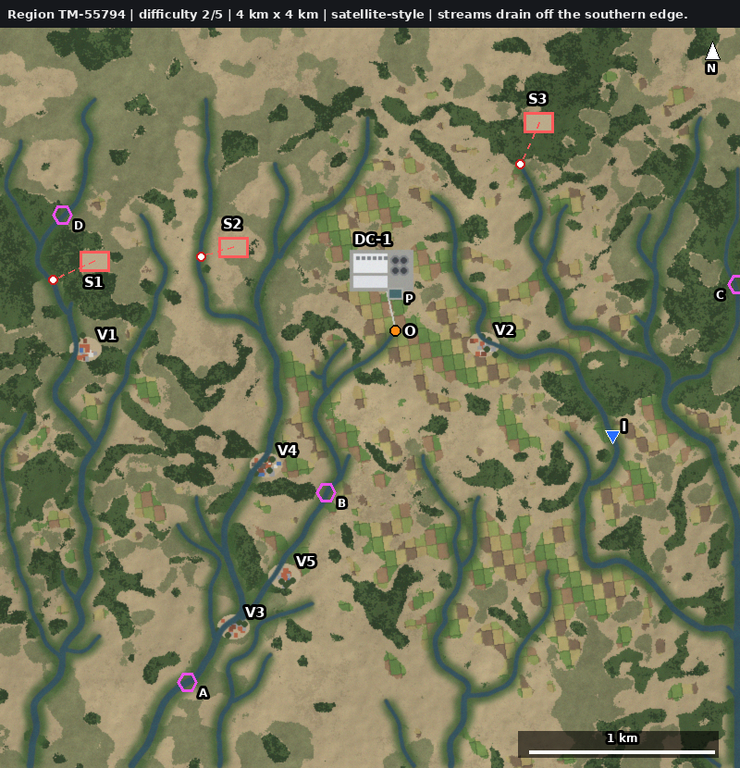 Region TM-55794 | difficulty 2/5 | 4 km x 4 km | satellite-style | streams drain off the southern edge.
N
S3
D
S2
DC-1
S1
P
C
V1
O
V2
I
V4
B
V5
V3
A
1 km